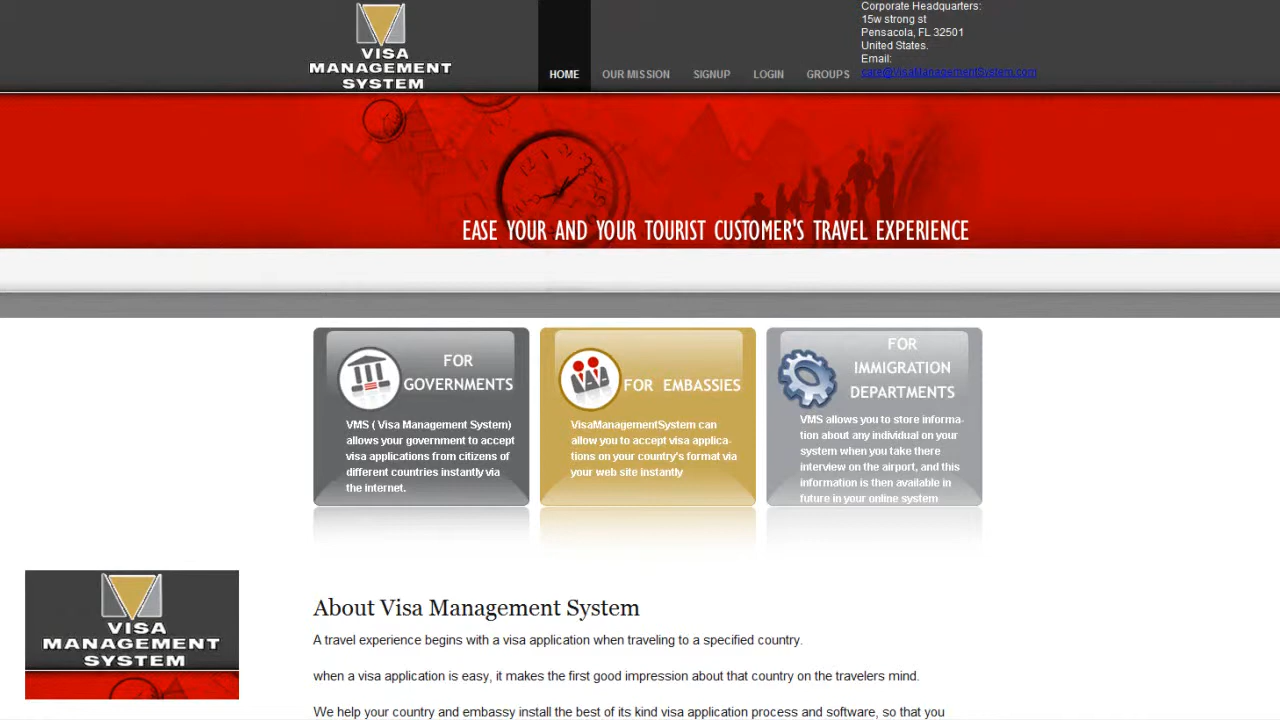 VISA
MANAGEMENT
SYSTEM
HOME
OUR MISSION
SIGNUP
LOGIN
GROUPS
Corporate Headquarters:
15w strong st
Pensacola, FL 32501
United States.
Email:
EASE YOUR AND YOUR TOURIST CUSTOMER'S TRAVEL EXPERIENCE
FOR
GOVERNMENTS
VMS ( Visa Management System)
allows your government to accept
visa applications from citizens of
different countries instantly via
the internet.
FOR EMBASSIES
VisaManagementSystem can
allow you to accept visa applica-
tions on your country's format via
your web site instantly
FOR
IMMIGRATION
DEPARTMENTS
VMS allows you to store informa-
tion about any individual on your
system when you take there
interview on the airport, and this
information is then available in
future in your online system
VISA
MANAGEMENT
SYSTEM
About Visa Management System
A travel experience begins with a visa application when traveling to a specified country.
when a visa application is easy, it makes the first good impression about that country on the travelers mind.
We help your country and embassy install the best of its kind visa application process and software, so that you